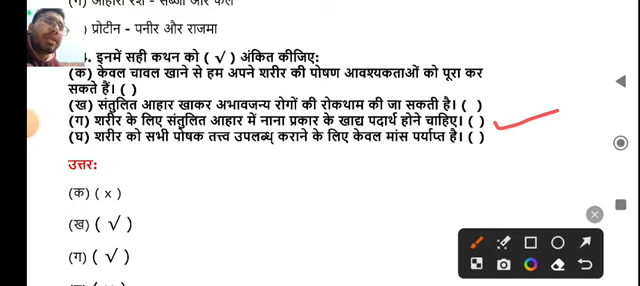 ) प्रोटीन - पनीर और राजमा
. इनमें सही कथन को ( √ ) अंकित कीजिए:
(क) केवल चावल खाने से हम अपने शरीर की पोषण आवश्यकताओं को पूरा कर
सकते हैं। ( )
(ख) संतुलित आहार खाकर अभावजन्य रोगों की रोकथाम की जा सकती है। ( )
(ग) शरीर के लिए संतुलित आहार में नाना प्रकार के खाद्य पदार्थ होने चाहिए। ( )
(घ) शरीर को सभी पोषक तत्त्व उपलब्ध् कराने के लिए केवल मांस पर्याप्त है। ( )
उत्तर:
(क) ( x )
(ख) ( √ )
(ग) ( √ )